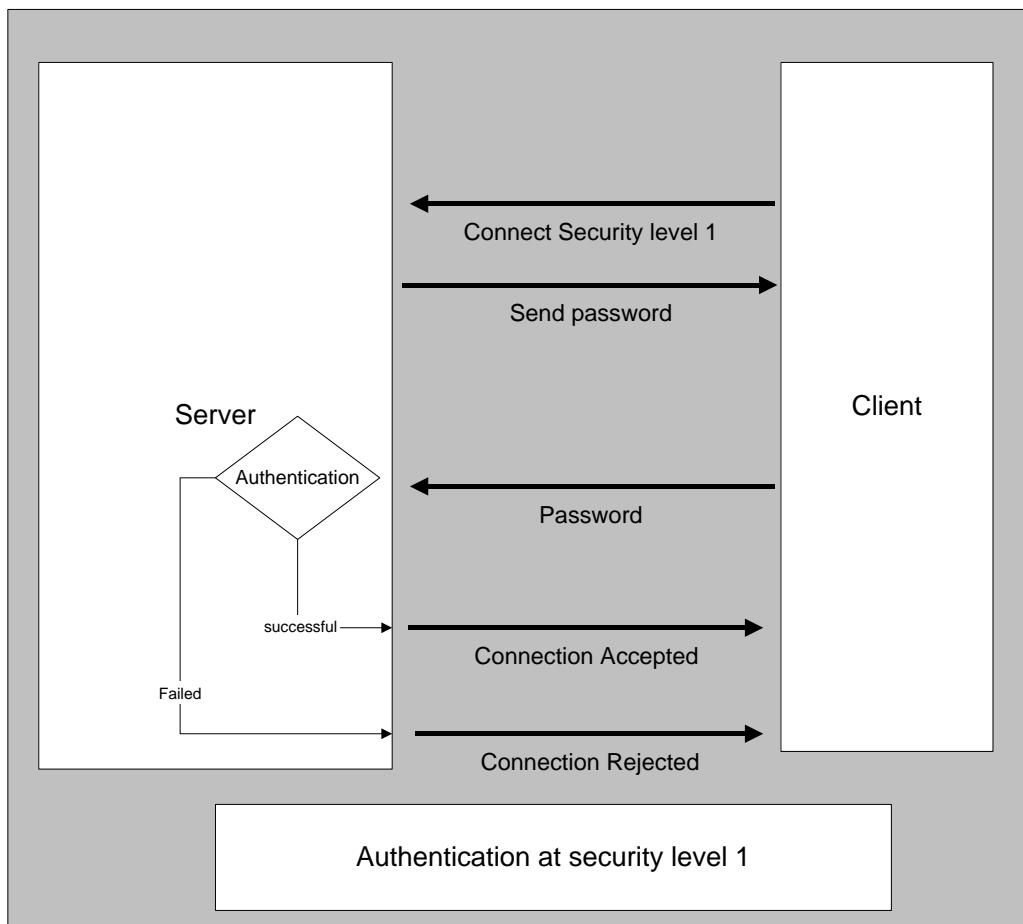 Connect Security level 1
Send password
Server
Client
Authentication
Password
successful
Connection Accepted
Failed
Connection Rejected
Authentication at security level 1